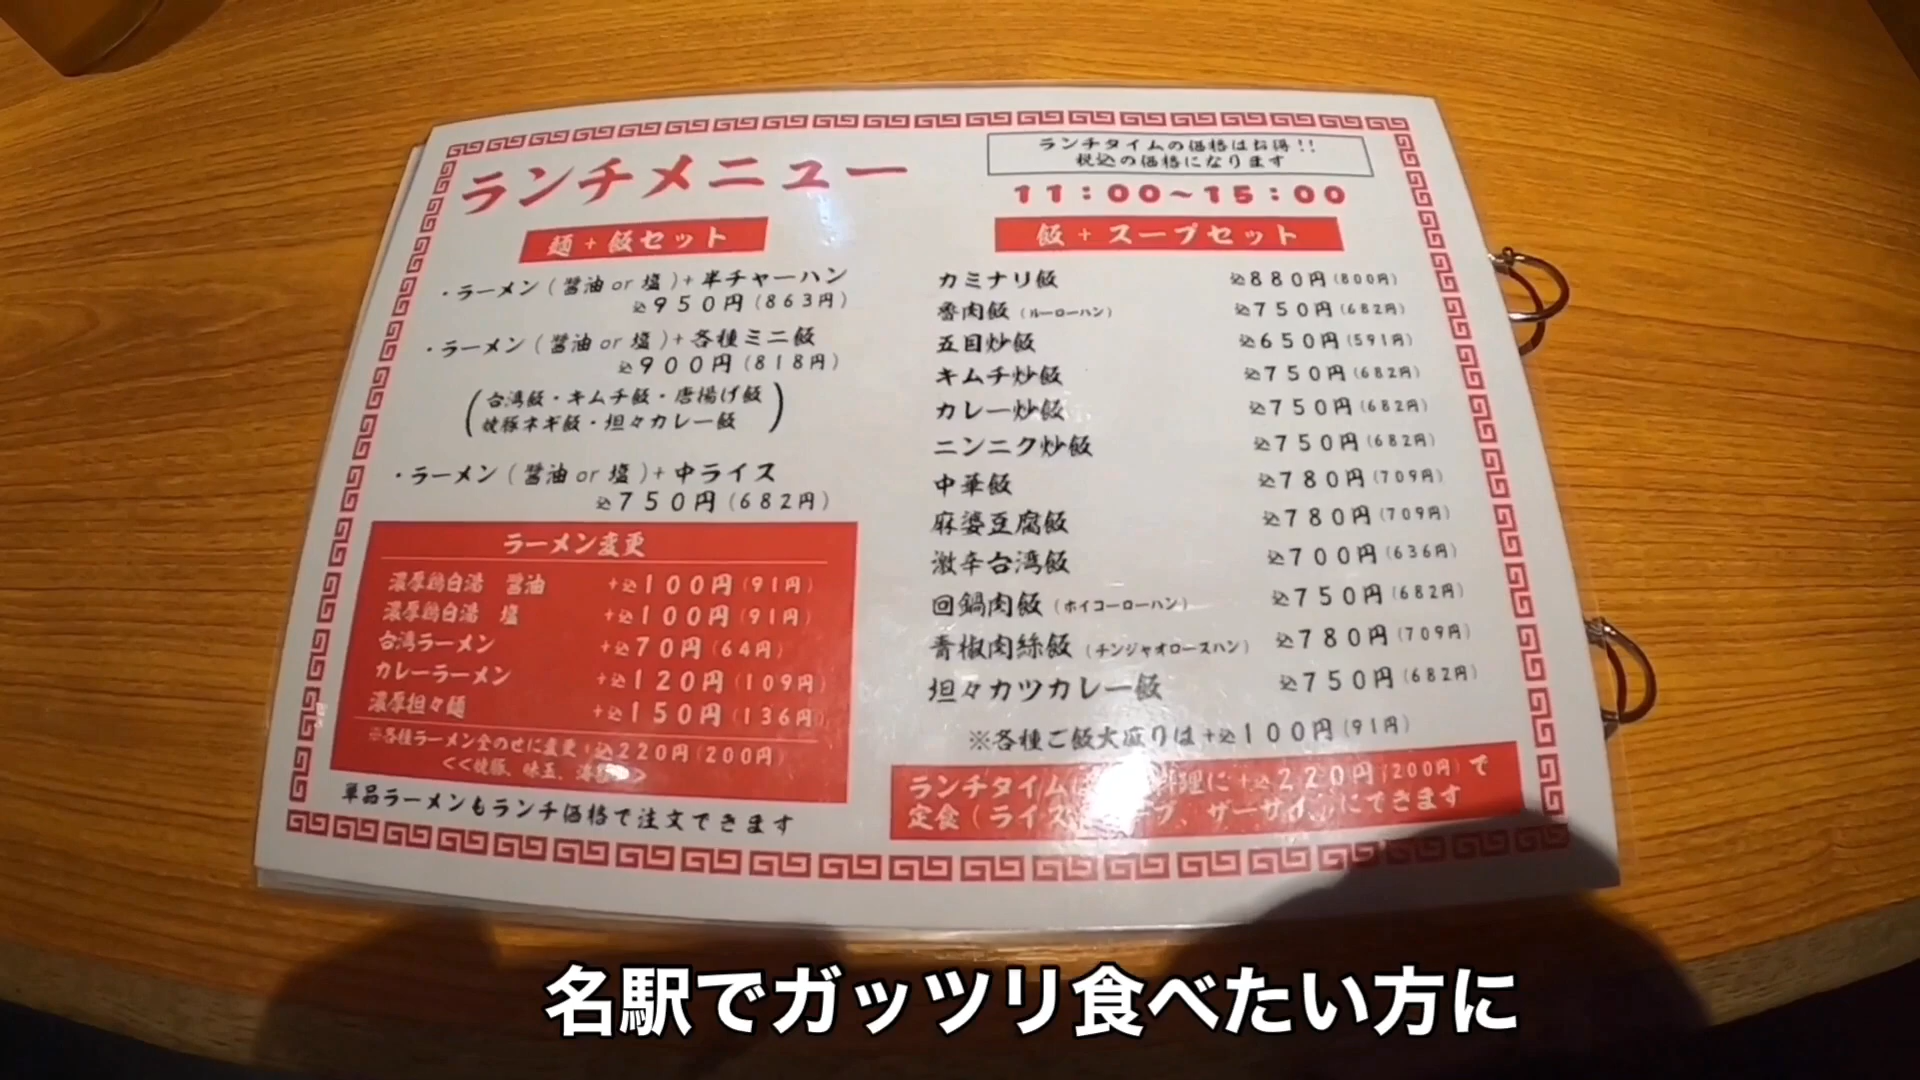 ランチメニュー
ランチタイムの価格はお得!!
税込の価格になります
11:00~15:00
麺+飯セット
・ラーメン(醤油or塩)+半チャーハン
込950円(863円)
・ラーメン(醤油or塩)+各種ミニ飯
込900円(818円)
(台湾飯・キムチ飯・唐揚げ飯
焼豚ネギ飯・坦々カレー飯)
・ラーメン(醤油or塩)+中ライス
込750円(682円)
ラーメン変更
濃厚鶏白湯 醤油 +込100円(91円)
濃厚鶏白湯 塩 +込100円(91円)
台湾ラーメン +込70円(64円)
カレーラーメン +込120円(109円)
濃厚担々麺 +込150円(136円)
※各種ラーメン全のせに変更+込220円(200円)
<<焼豚、味玉、海苔>>
単品ラーメンもランチ価格で注文できます
飯+スープセット
カミナリ飯 込880円(800円)
魯肉飯(ルーローハン) 込750円(682円)
五目炒飯 込650円(591円)
キムチ炒飯 込750円(682円)
カレー炒飯 込750円(682円)
ニンニク炒飯 込750円(682円)
中華飯 込780円(709円)
麻婆豆腐飯 込780円(709円)
激辛台湾飯 込700円(636円)
回鍋肉飯(ホイコーローハン) 込750円(682円)
青椒肉絲飯(チンジャオロースハン) 込780円(709円)
坦々カツカレー飯 込750円(682円)
※各種ご飯大盛りは+込100円(91円)
ランチタイム 料理に+込220円(200円)で
定食(ライス、スープ、ザーサイ)にできます
名駅でガッツリ食べたい方に